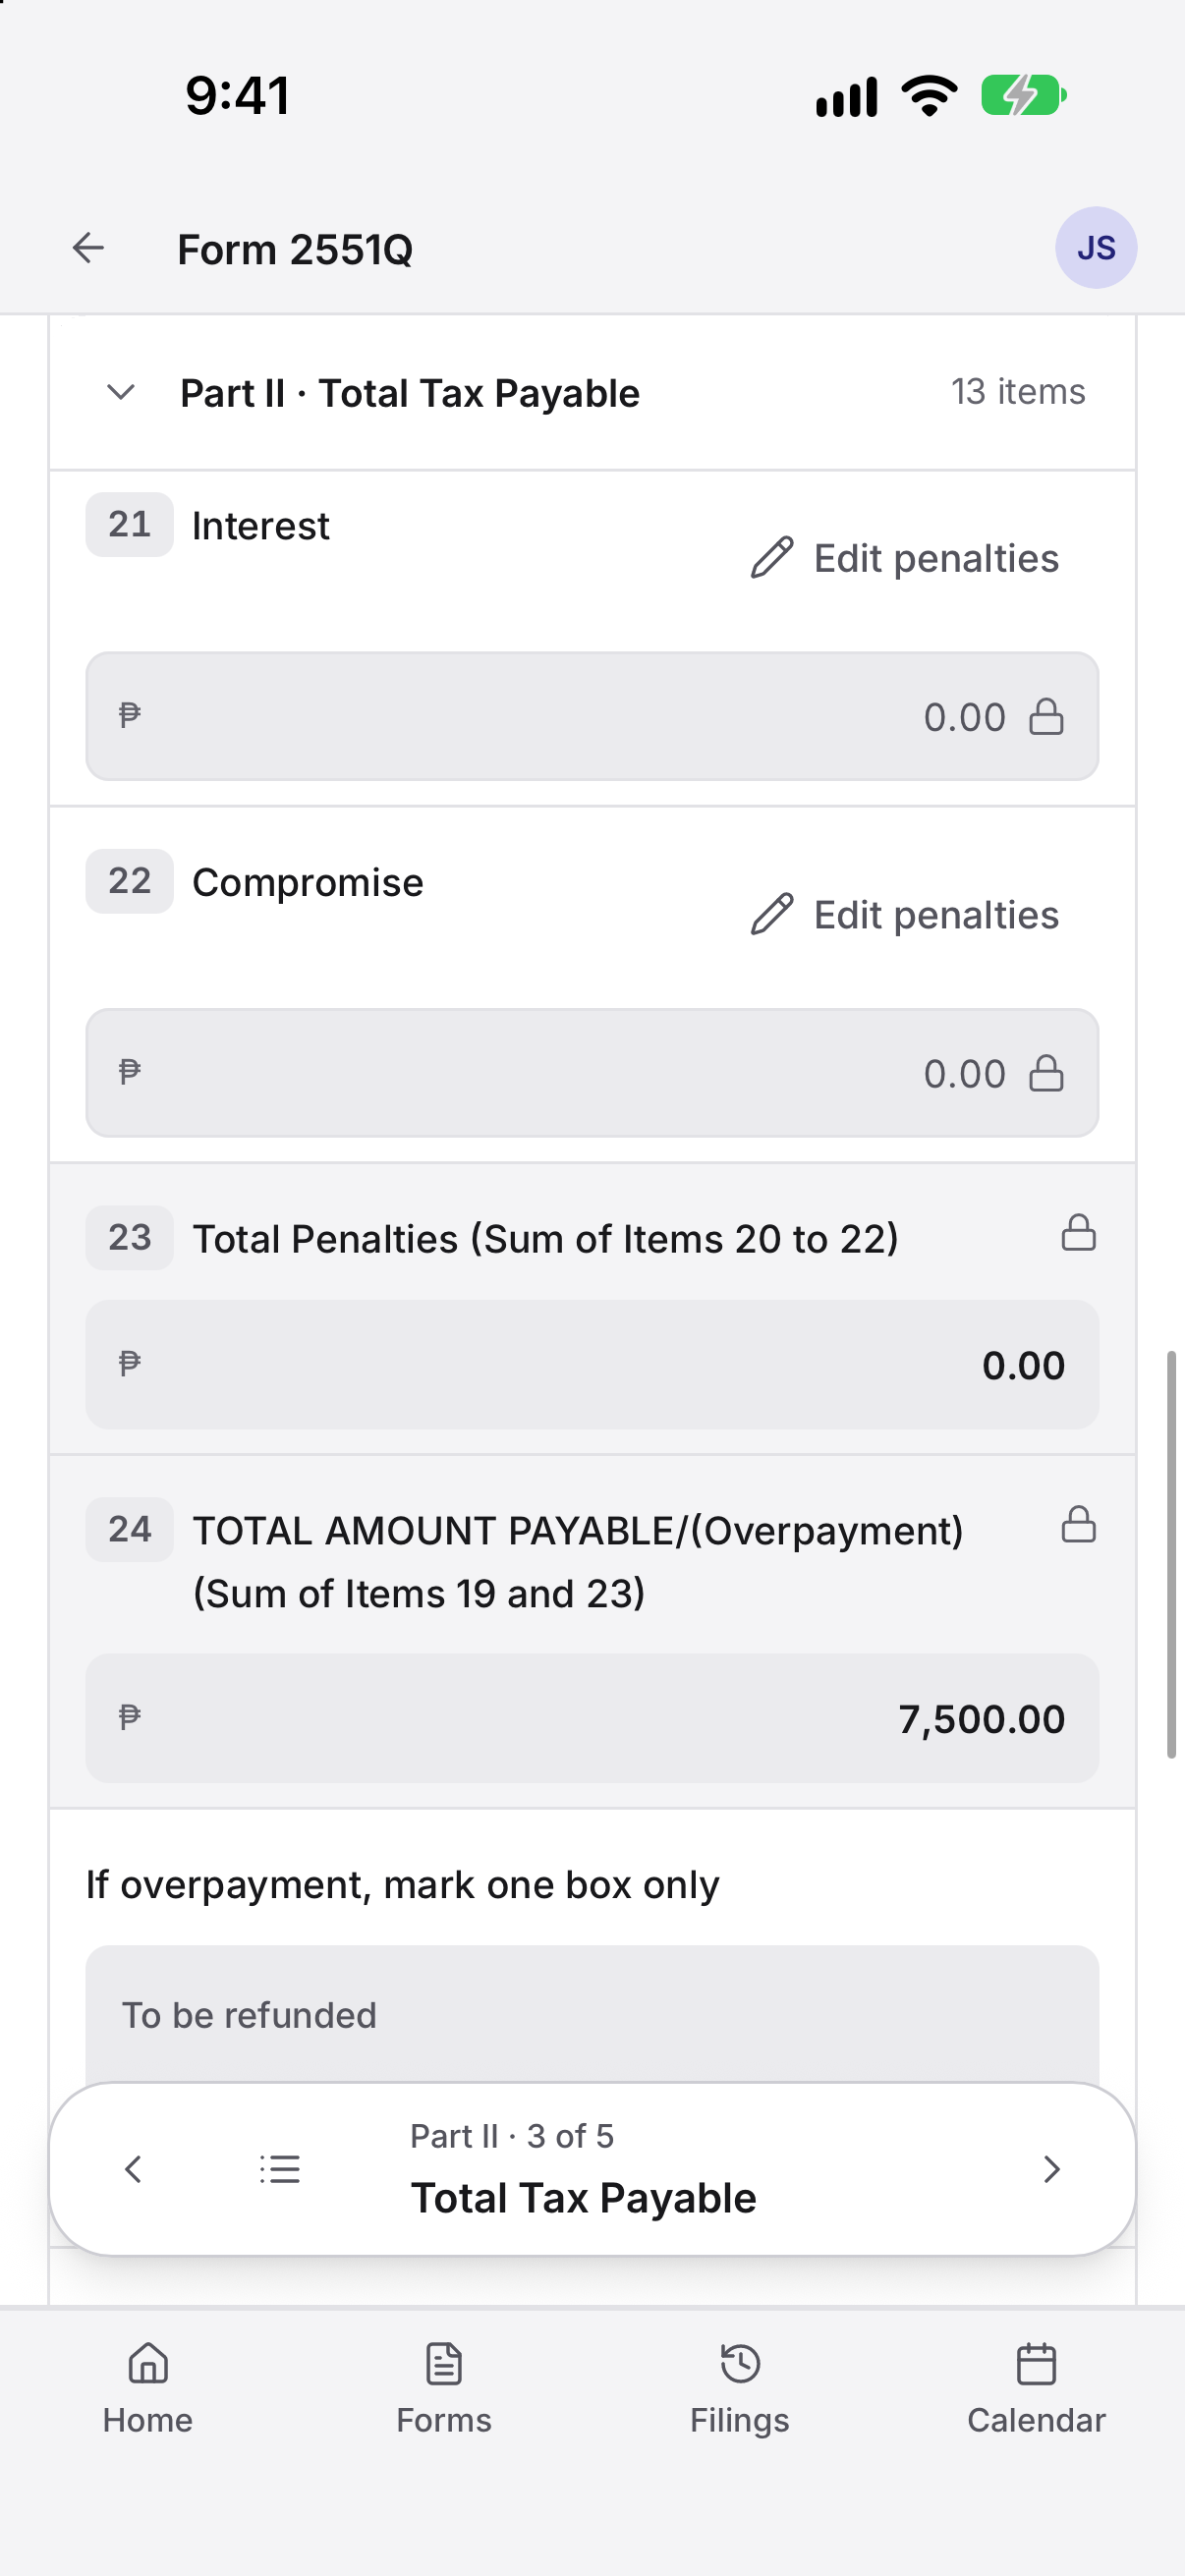 9:41
Form 2551Q
JS
Part II · Total Tax Payable
13 items
21 Interest
Edit penalties
₱ 0.00
22 Compromise
Edit penalties
₱ 0.00
23 Total Penalties (Sum of Items 20 to 22)
₱ 0.00
24 TOTAL AMOUNT PAYABLE/(Overpayment)
(Sum of Items 19 and 23)
₱ 7,500.00
If overpayment, mark one box only
To be refunded
Part II · 3 of 5
Total Tax Payable
Home
Forms
Filings
Calendar